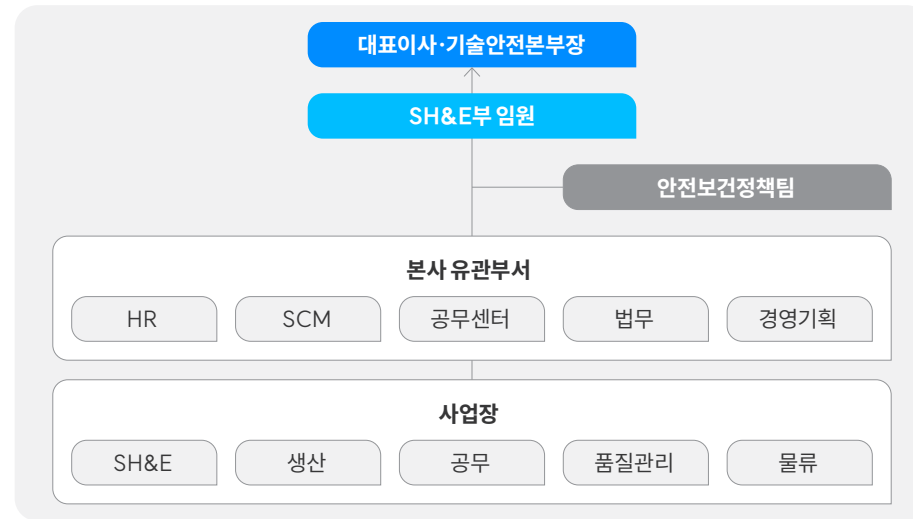 대표이사·기술안전본부장
SH&E부 임원
안전보건정책팀
본사 유관부서
HR
SCM
공무센터
법무
경영기획
사업장
SH&E
생산
공무
품질관리
물류